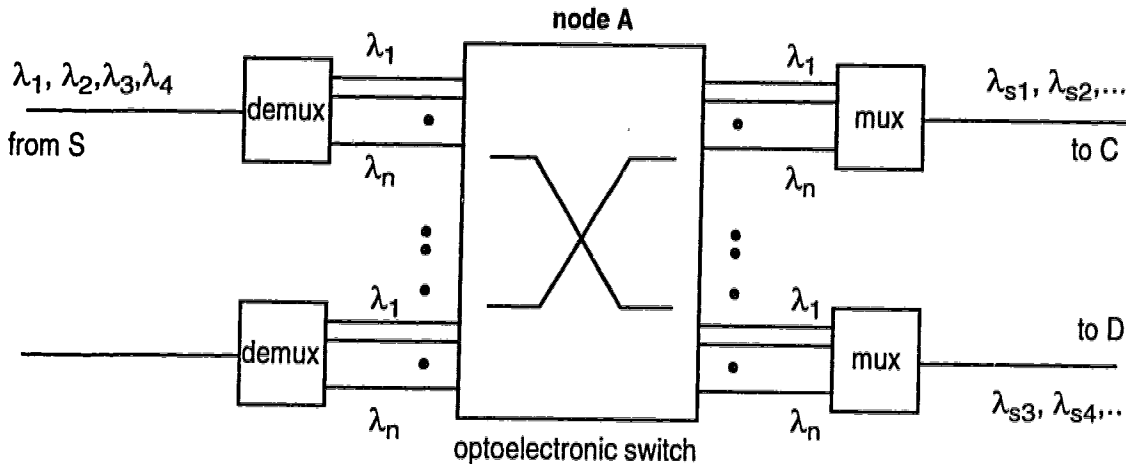 node A
λ1
λ1
λ1, λ2,λ3,λ4
λs1, λs2,...
demux
mux
from S
to C
λn
λn
λ1
λ1
to D
demux
mux
λn
λn
λs3, λs4,..
optoelectronic switch